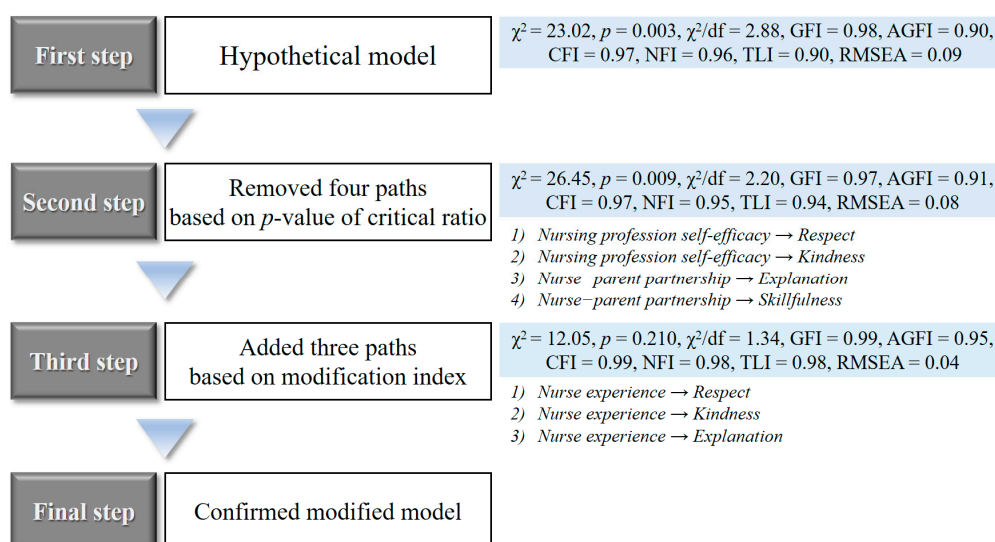 First step
Hypothetical model
χ² = 23.02, p = 0.003, χ²/df = 2.88, GFI = 0.98, AGFI = 0.90,
CFI = 0.97, NFI = 0.96, TLI = 0.90, RMSEA = 0.09
Second step
Removed four paths
based on p-value of critical ratio
χ² = 26.45, p = 0.009, χ²/df = 2.20, GFI = 0.97, AGFI = 0.91,
CFI = 0.97, NFI = 0.95, TLI = 0.94, RMSEA = 0.08
1) Nursing profession self-efficacy → Respect
2) Nursing profession self-efficacy → Kindness
3) Nurse parent partnership → Explanation
4) Nurse−parent partnership → Skillfulness
Third step
Added three paths
based on modification index
χ² = 12.05, p = 0.210, χ²/df = 1.34, GFI = 0.99, AGFI = 0.95,
CFI = 0.99, NFI = 0.98, TLI = 0.98, RMSEA = 0.04
1) Nurse experience → Respect
2) Nurse experience → Kindness
3) Nurse experience → Explanation
Final step
Confirmed modified model